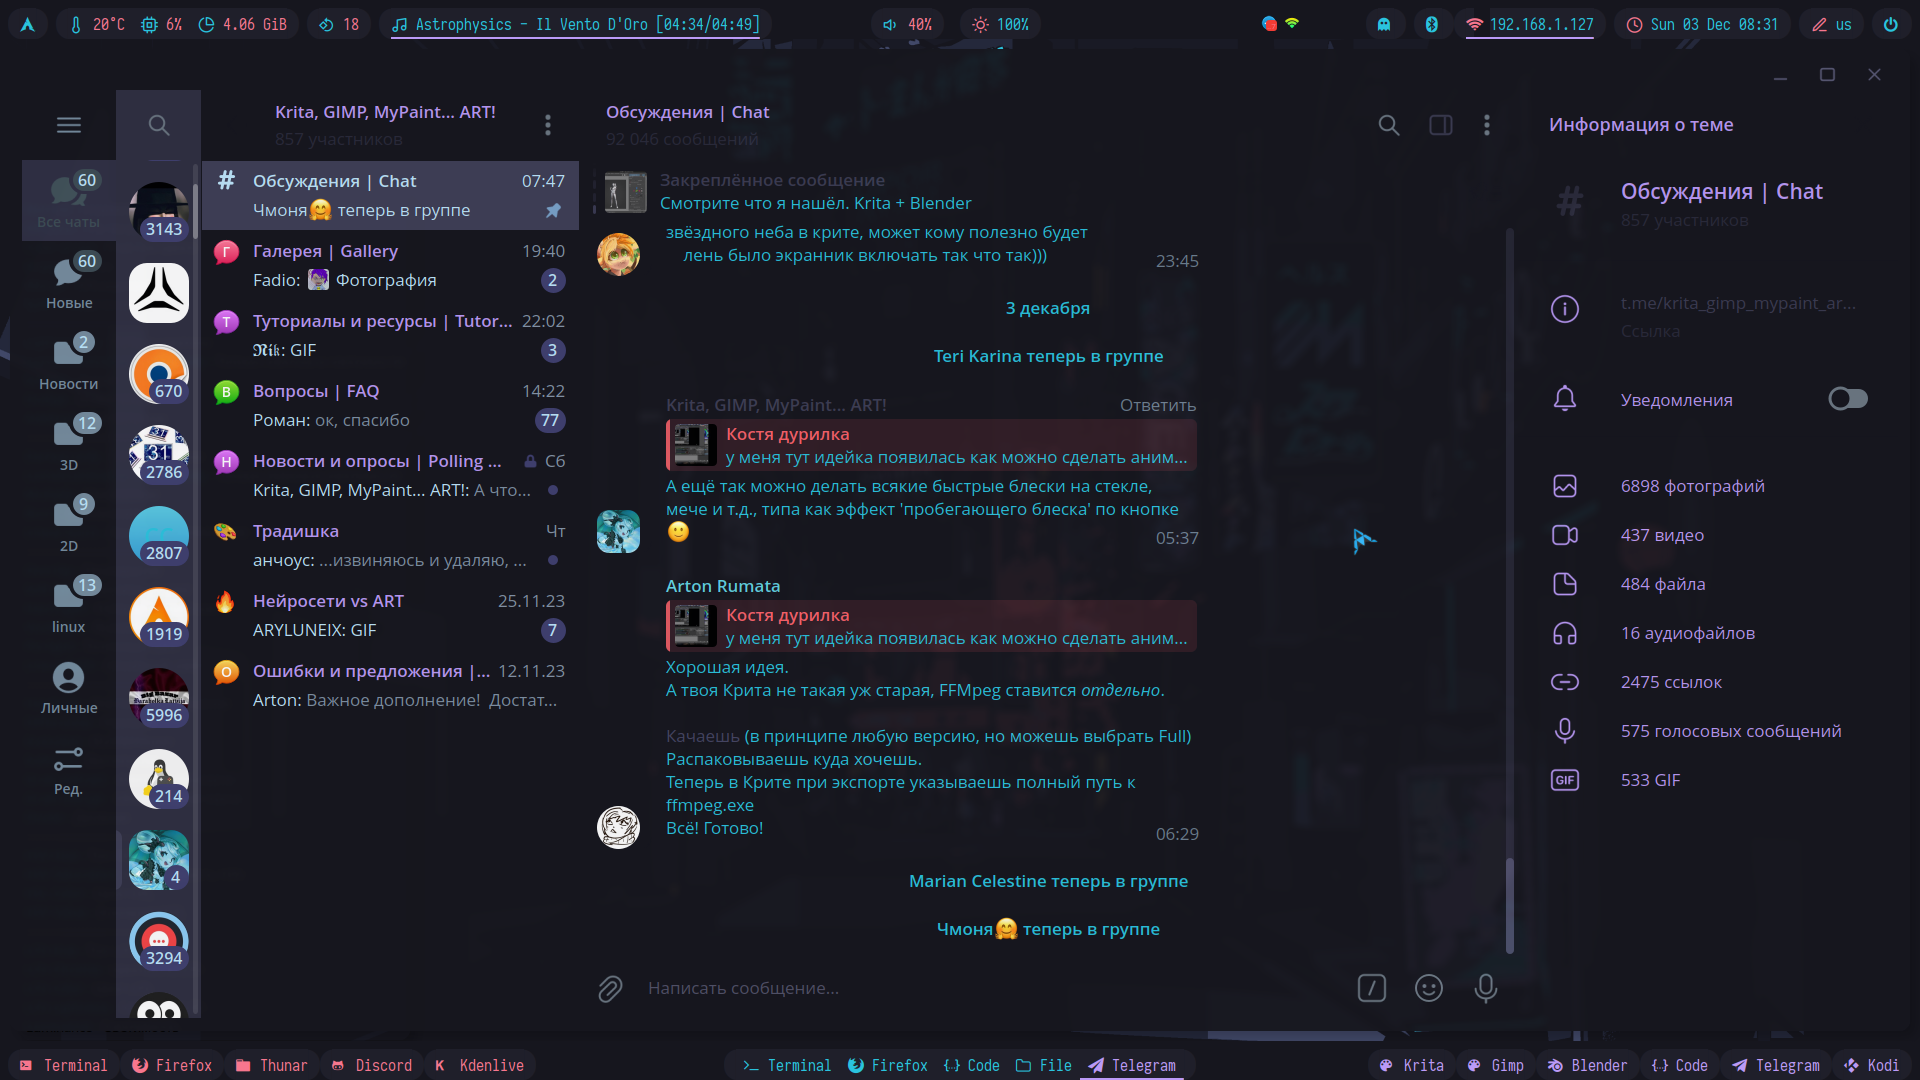 20°C 6% 4.06 GiB 18 Astrophysics - Il Vento D'Oro [04:34/04:49] 40% 100% 192.168.1.127 Sun 03 Dec 08:31 us
Krita, GIMP, MyPaint... ART!
857 участников
Обсуждения | Chat
92 046 сообщений
Информация о теме
60
Все чаты
60
Новые
2
Новости
12
3D
9
2D
13
linux
Личные
Ред.
3143
670
31
2786
2807
1919
5996
214
4
3294
# Обсуждения | Chat 07:47
Чмоня🤗 теперь в группе
Г Галерея | Gallery 19:40
Fadio: Фотография 2
Т Туториалы и ресурсы | Tutor... 22:02
𝕹𝖎𝖐: GIF 3
В Вопросы | FAQ 14:22
Роман: ок, спасибо 77
Н Новости и опросы | Polling ... Сб
Krita, GIMP, MyPaint... ART!: А что...
Традишка Чт
анчоус: ...извиняюсь и удаляю, ...
Нейросети vs ART 25.11.23
ARYLUNEIX: GIF 7
О Ошибки и предложения |... 12.11.23
Arton: Важное дополнение! Достат...
Закреплённое сообщение
Смотрите что я нашёл. Krita + Blender
звёздного неба в крите, может кому полезно будет
лень было экранник включать так что так)))
23:45
3 декабря
Teri Karina теперь в группе
Krita, GIMP, MyPaint... ART! Ответить
Костя дурилка
у меня тут идейка появилась как можно сделать аним...
А ещё так можно делать всякие быстрые блески на стекле,
мече и т.д., типа как эффект 'пробегающего блеска' по кнопке
🙂
05:37
Arton Rumata
Костя дурилка
у меня тут идейка появилась как можно сделать аним...
Хорошая идея.
А твоя Крита не такая уж старая, FFMpeg ставится отдельно.
Качаешь (в принципе любую версию, но можешь выбрать Full)
Распаковываешь куда хочешь.
Теперь в Крите при экспорте указываешь полный путь к
ffmpeg.exe
Всё! Готово!
06:29
Marian Celestine теперь в группе
Чмоня🤗 теперь в группе
Написать сообщение...
/
# Обсуждения | Chat
857 участников
t.me/krita_gimp_mypaint_ar...
Ссылка
Уведомления
6898 фотографий
437 видео
484 файла
16 аудиофайлов
2475 ссылок
575 голосовых сообщений
GIF 533 GIF
Terminal Firefox Thunar Discord K Kdenlive >_ Terminal Firefox {} Code File Telegram Krita Gimp Blender {} Code Telegram Kodi